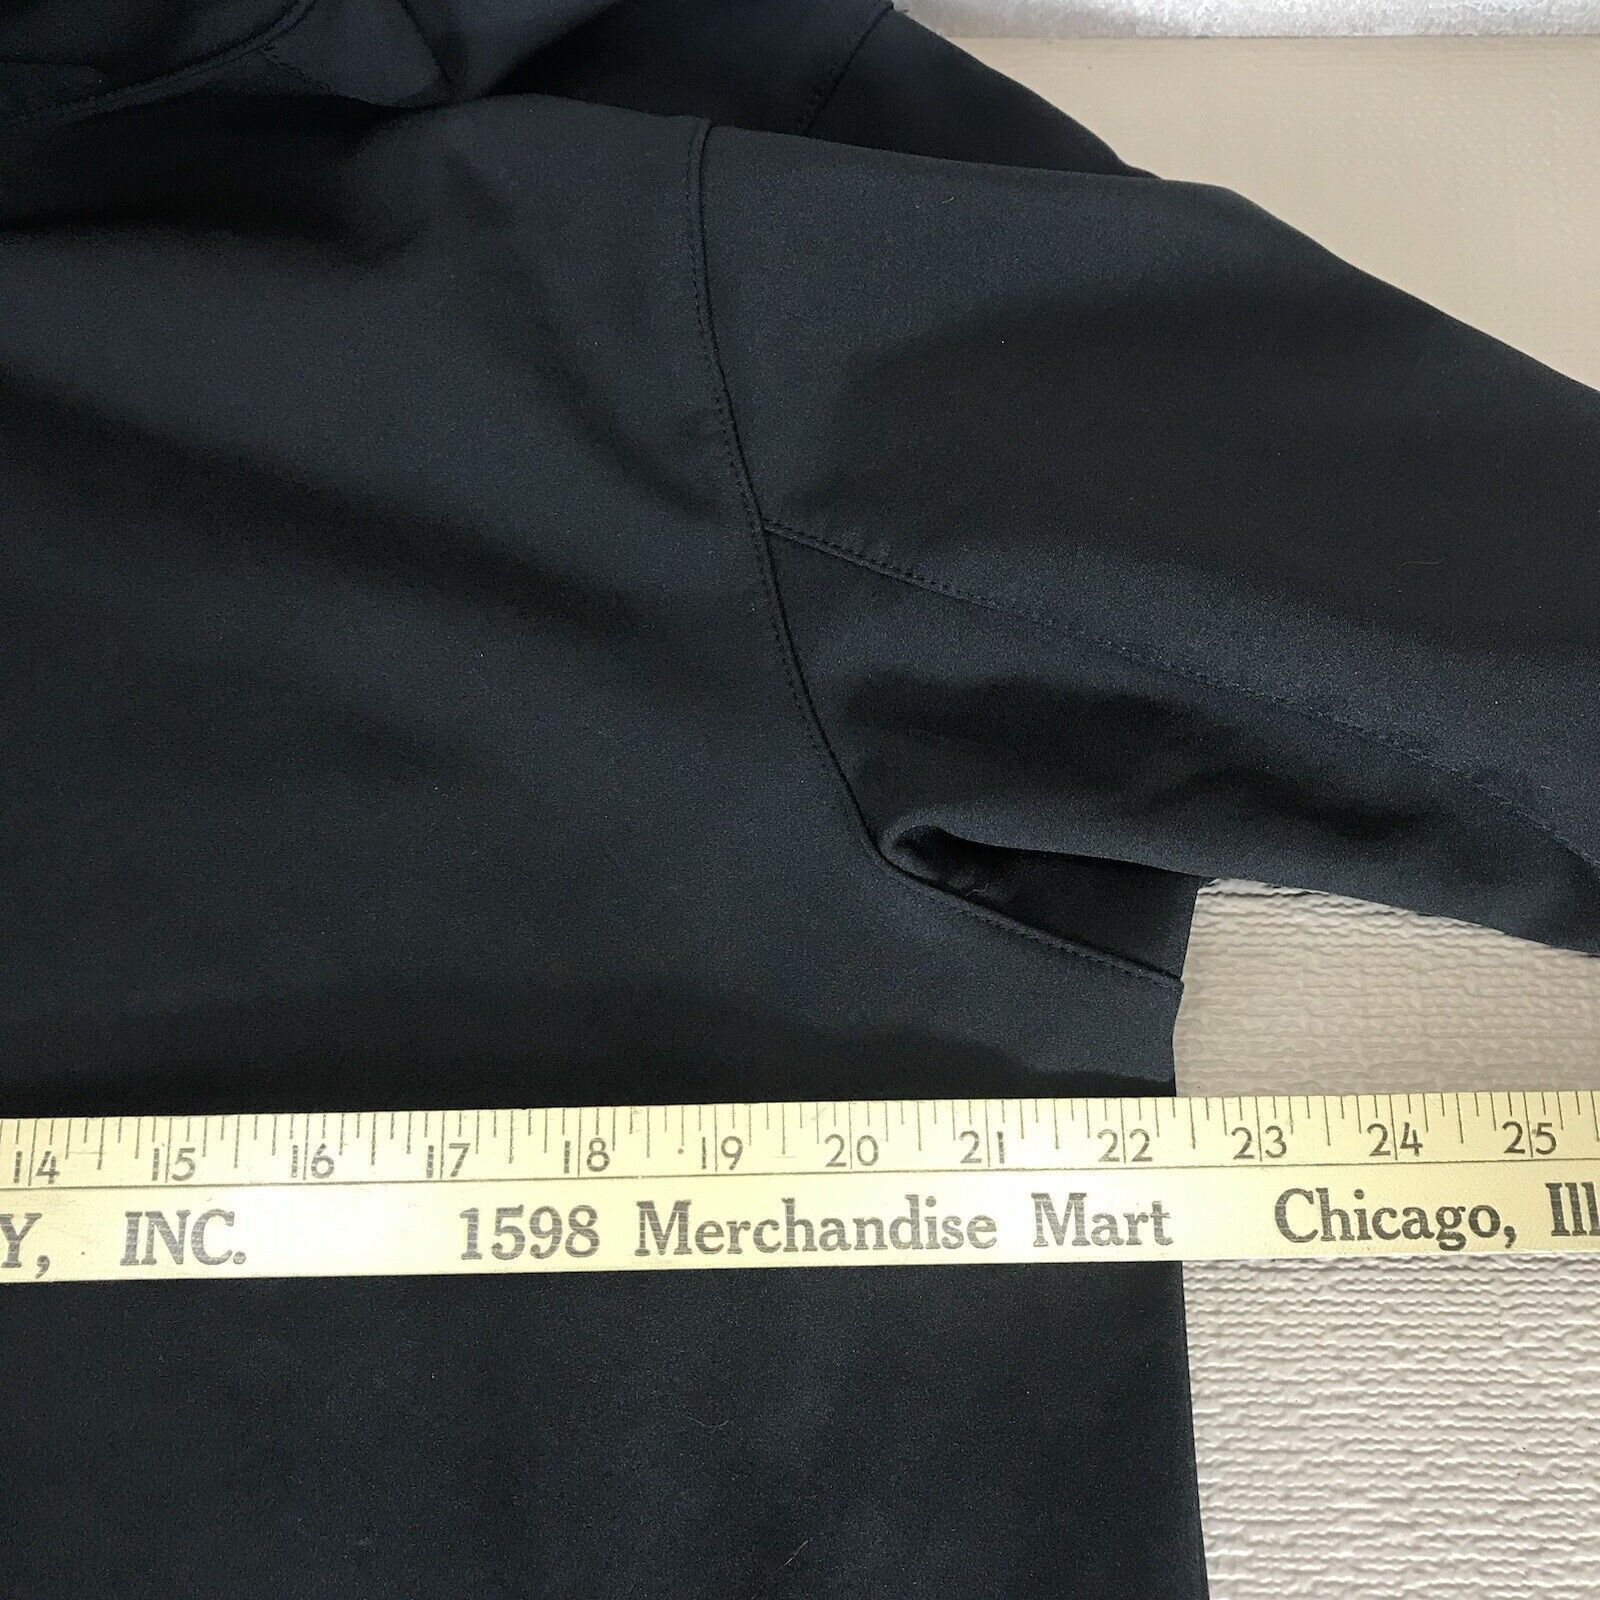 14 15 16 17 18 19 20 21 22 23 24 25
Y, INC. 1598 Merchandise Mart Chicago, Ill